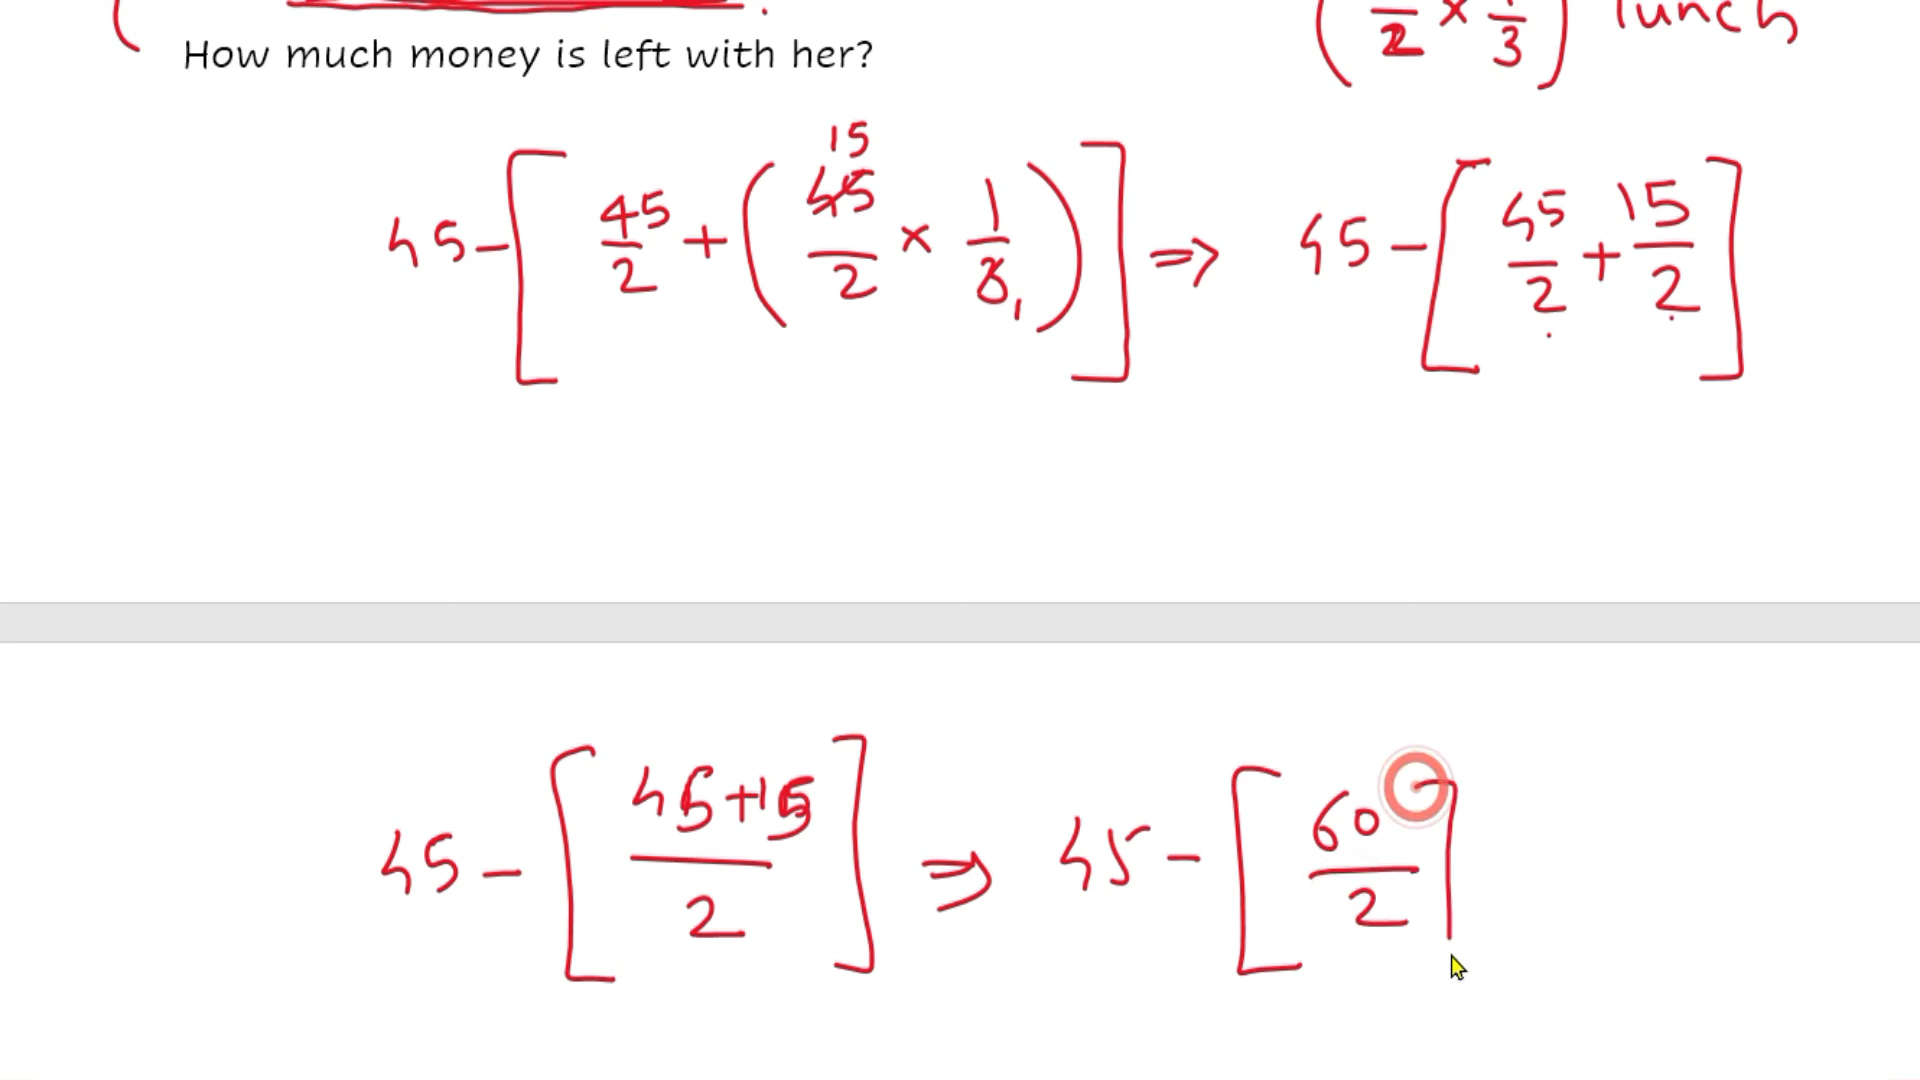 (2 × 1/3) lunch
How much money is left with her?
45 - [45/2 + (45/2 × 1/3)] ⇒ 45 - [45/2 + 15/2]
15
1
45 - [45+15/2] ⇒ 45 - [60/2]